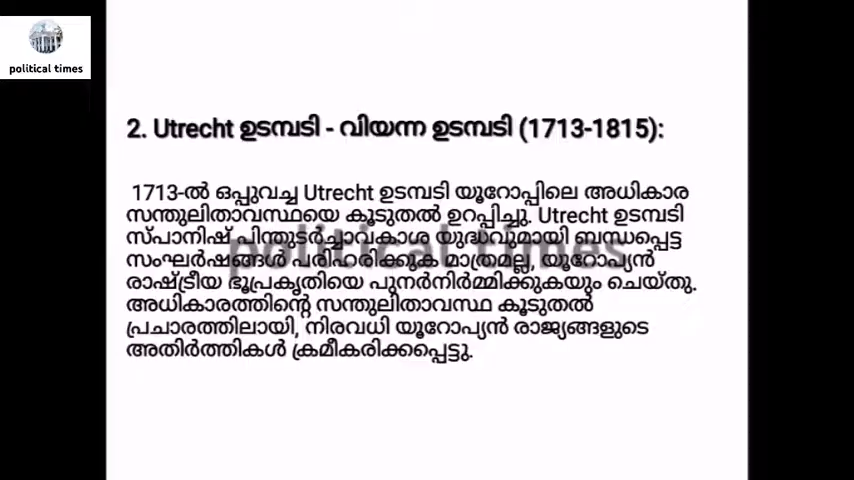 political times
2. Utrecht ഉടമ്പടി - വിയന്ന ഉടമ്പടി (1713-1815):
1713-ൽ ഒപ്പുവച്ച Utrecht ഉടമ്പടി യൂറോപ്പിലെ അധികാര
സന്തുലിതാവസ്ഥയെ കൂടുതൽ ഉറപ്പിച്ചു. Utrecht ഉടമ്പടി
സ്പാനിഷ് പിന്തുടർച്ചാവകാശ യുദ്ധവുമായി ബന്ധപ്പെട്ട
സംഘർഷങ്ങൾ പരിഹരിക്കുക മാത്രമല്ല, യൂറോപ്യൻ
രാഷ്ട്രീയ ഭൂപ്രകൃതിയെ പുനർനിർമ്മിക്കുകയും ചെയ്തു.
അധികാരത്തിന്റെ സന്തുലിതാവസ്ഥ കൂടുതൽ
പ്രചാരത്തിലായി, നിരവധി യൂറോപ്യൻ രാജ്യങ്ങളുടെ
അതിർത്തികൾ ക്രമീകരിക്കപ്പെട്ടു.
political times